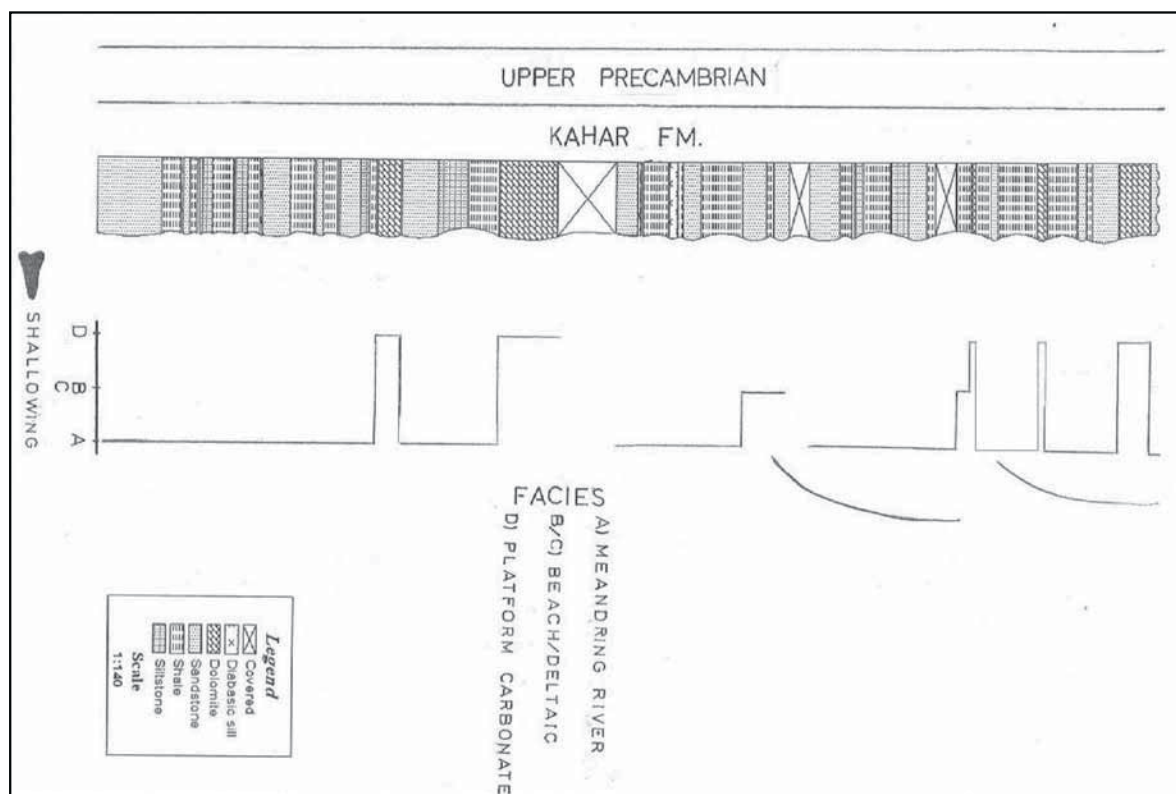 UPPER PRECAMBRIAN
KAHAR FM.
SHALLOWING
D
B
C
A
FACIES
A) MEANDRING RIVER
B/C) BEACH/DELTAIC
D) PLATFORM CARBONATE
Legend
Covered
Diabasic sill
Dolomite
Sandstone
Shale
Siltstone
Scale
1:140